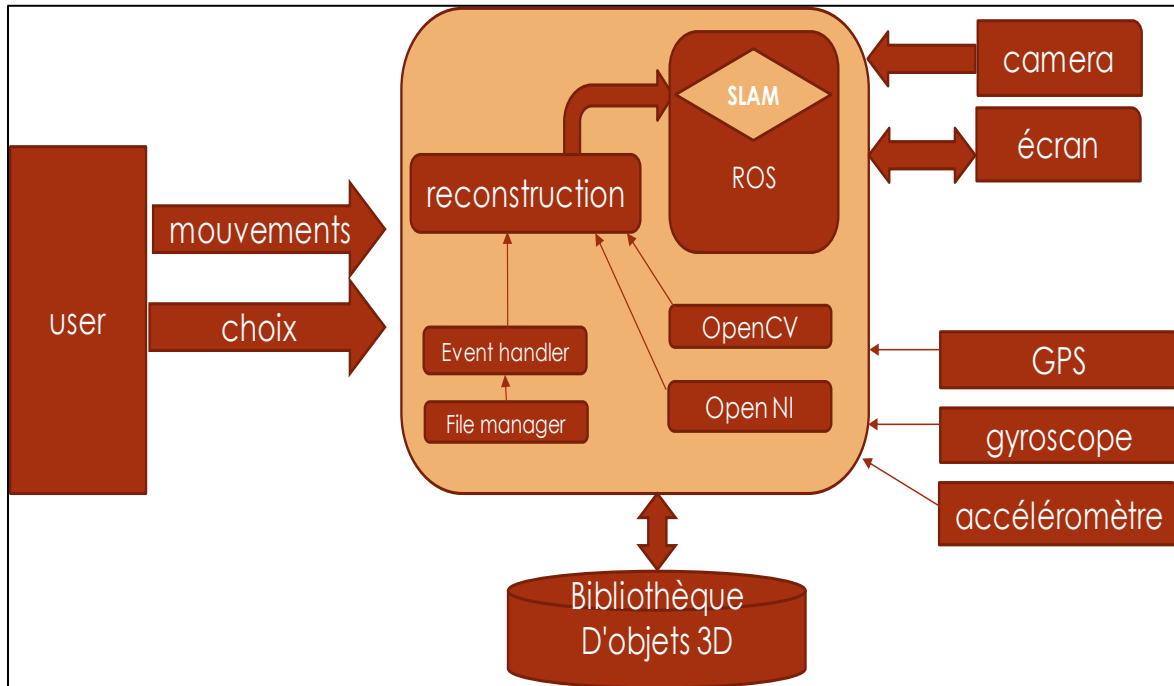 user
mouvements
choix
reconstruction
SLAM
ROS
Event handler
File manager
OpenCV
Open NI
camera
écran
GPS
gyroscope
accéléromètre
Bibliothèque
D'objets 3D